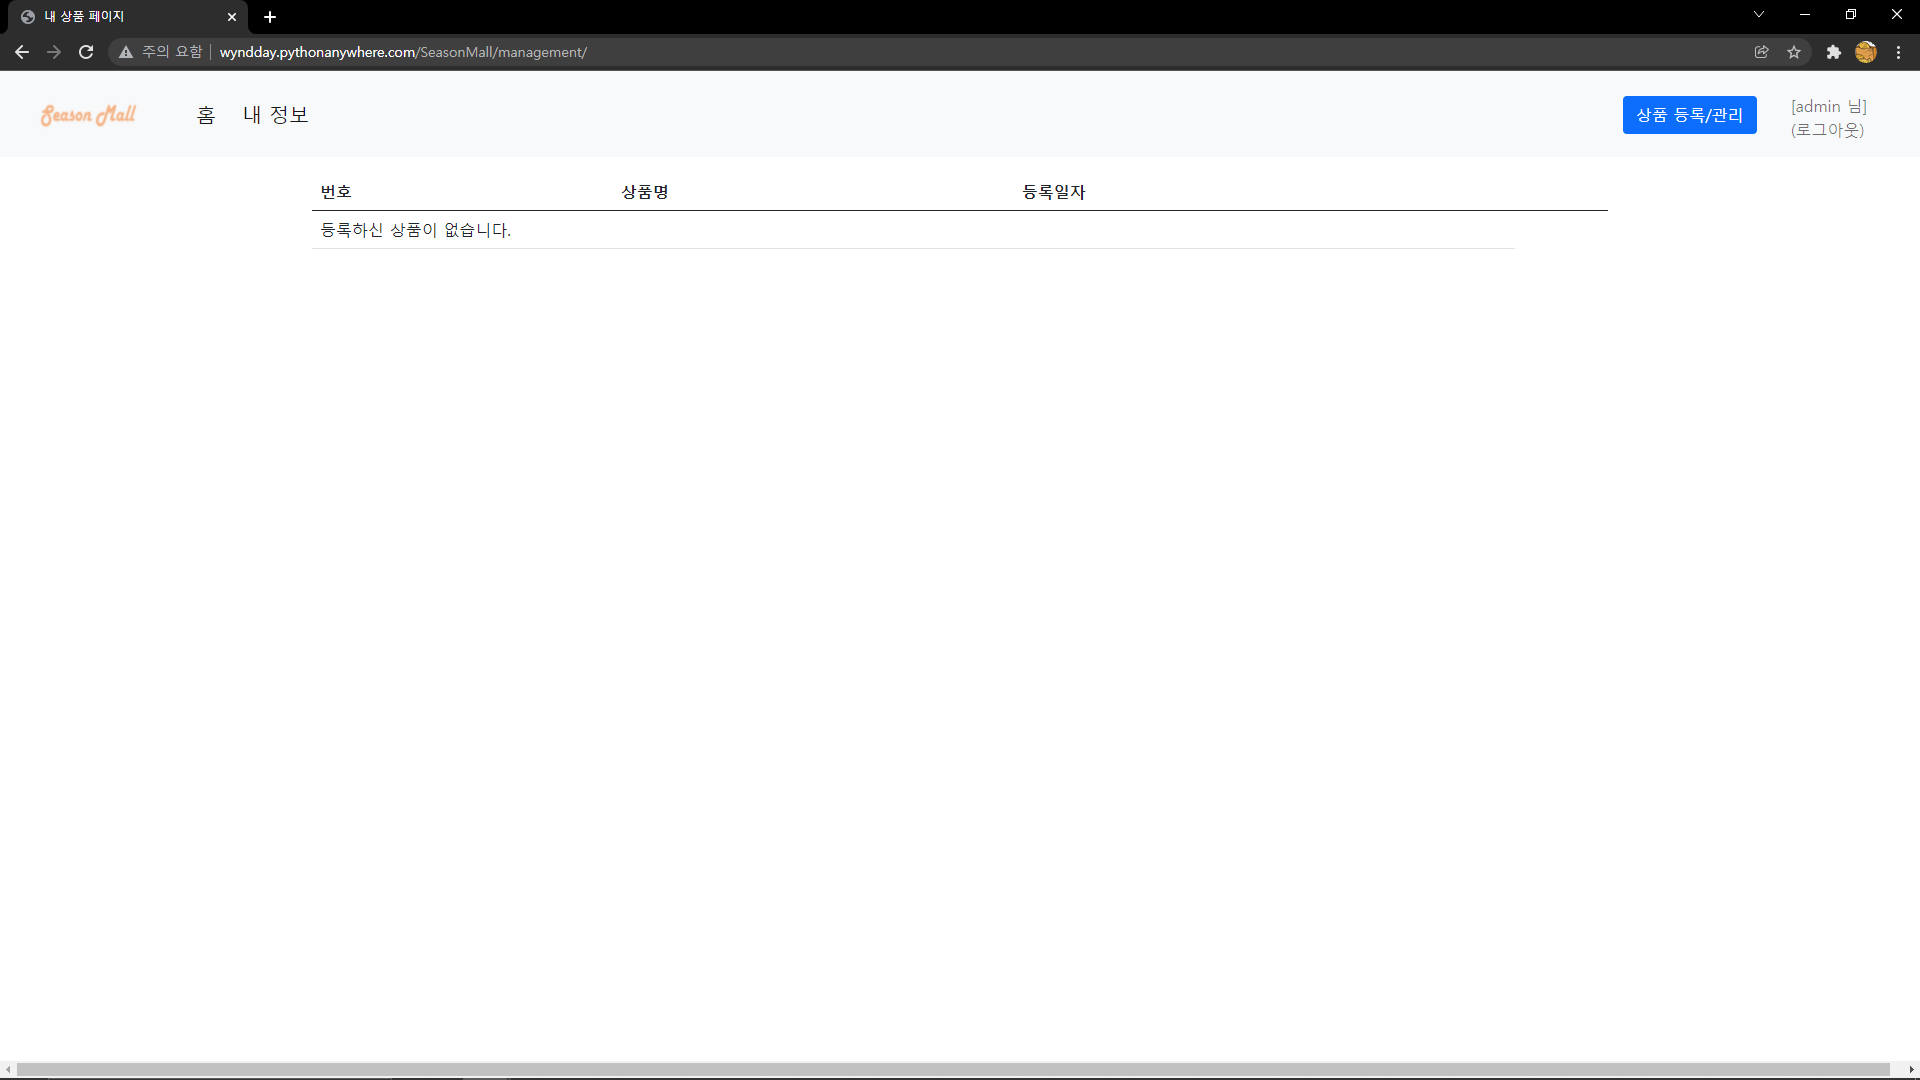 내 상품 페이지
주의 요함 wyndday.pythonanywhere.com/SeasonMall/management/
Season Mall 홈 내 정보 상품 등록/관리 [admin 님]
(로그아웃)
번호 상품명 등록일자
등록하신 상품이 없습니다.